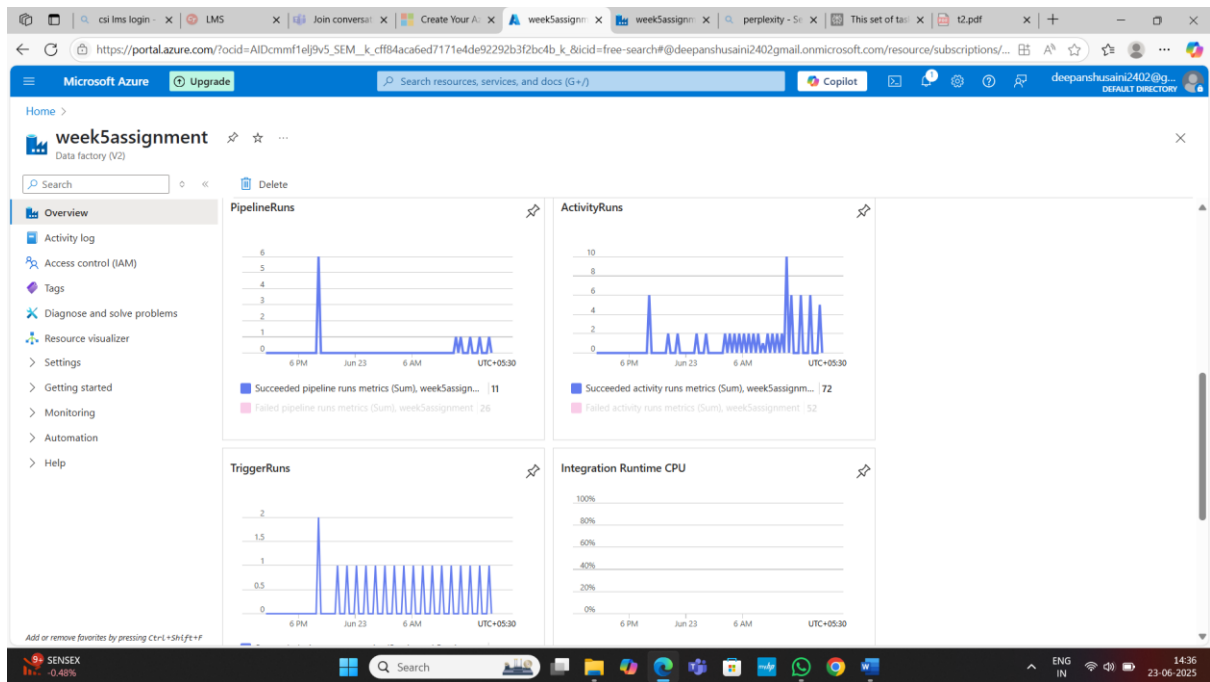 csi lms login -
LMS
Join conversat
Create Your Az
week5assignm
week5assignm
perplexity - Se
This set of tas
t2.pdf
https://portal.azure.com/?ocid=AIDcmmf1elj9v5_SEM__k_cff84aca6ed7171e4de92292b3f2bc4b_k_&icid=free-search#@deepanshusaini2402gmail.onmicrosoft.com/resource/subscriptions/...
Microsoft Azure
Upgrade
Search resources, services, and docs (G+/)
Copilot
1
deepanshusaini2402@g...
DEFAULT DIRECTORY
Home >
week5assignment
Data factory (V2)
Search
Delete
Overview
Activity log
Access control (IAM)
Tags
Diagnose and solve problems
Resource visualizer
Settings
Getting started
Monitoring
Automation
Help
Add or remove favorites by pressing Ctrl+Shift+F
PipelineRuns
6
5
4
3
2
1
0
6 PM Jun 23 6 AM UTC+05:30
Succeeded pipeline runs metrics (Sum), week5assign... 11
Failed pipeline runs metrics (Sum), week5assignment 26
ActivityRuns
10
8
6
4
2
0
6 PM Jun 23 6 AM UTC+05:30
Succeeded activity runs metrics (Sum), week5assignm... 72
Failed activity runs metrics (Sum), week5assignment 52
TriggerRuns
2
1.5
1
0.5
0
6 PM Jun 23 6 AM UTC+05:30
Integration Runtime CPU
100%
80%
60%
40%
20%
0%
6 PM Jun 23 6 AM UTC+05:30
9+
SENSEX
-0.48%
Search
ENG
IN
14:36
23-06-2025